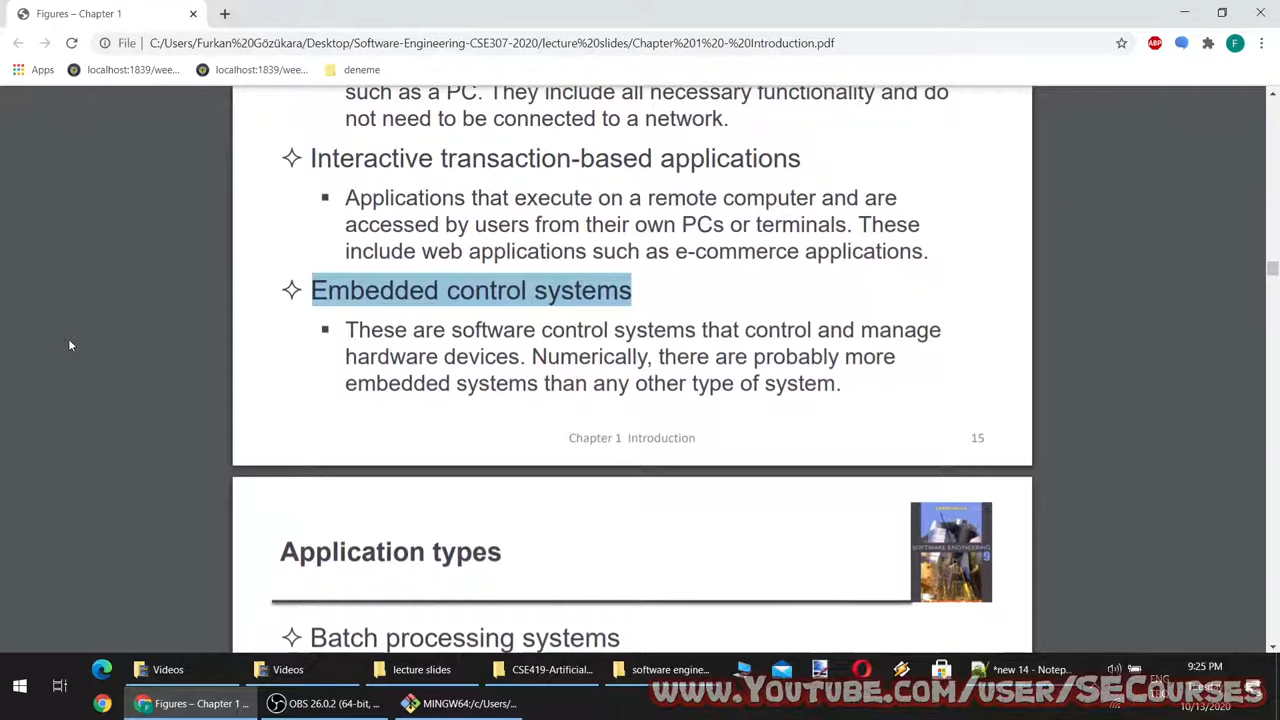 Figures – Chapter 1
File | C:/Users/Furkan%20Gözükara/Desktop/Software-Engineering-CSE307-2020/lecture%20slides/Chapter%201%20-%20Introduction.pdf
ABP
F
Apps
localhost:1839/wee...
localhost:1839/wee...
deneme
such as a PC. They include all necessary functionality and do
not need to be connected to a network.
✧ Interactive transaction-based applications
▪ Applications that execute on a remote computer and are
accessed by users from their own PCs or terminals. These
include web applications such as e-commerce applications.
✧ Embedded control systems
▪ These are software control systems that control and manage
hardware devices. Numerically, there are probably more
embedded systems than any other type of system.
Chapter 1 Introduction
15
Application types
SOFTWARE ENGINEERING
9
✧ Batch processing systems
Videos
Videos
lecture slides
CSE419-Artificial...
software engine...
*new 14 - Notep...
ENG
9:25 PM
10/13/2020
Figures – Chapter 1 ...
OBS 26.0.2 (64-bit, ...
MINGW64:/c/Users/...
www.YouTube.com/user/SECourses